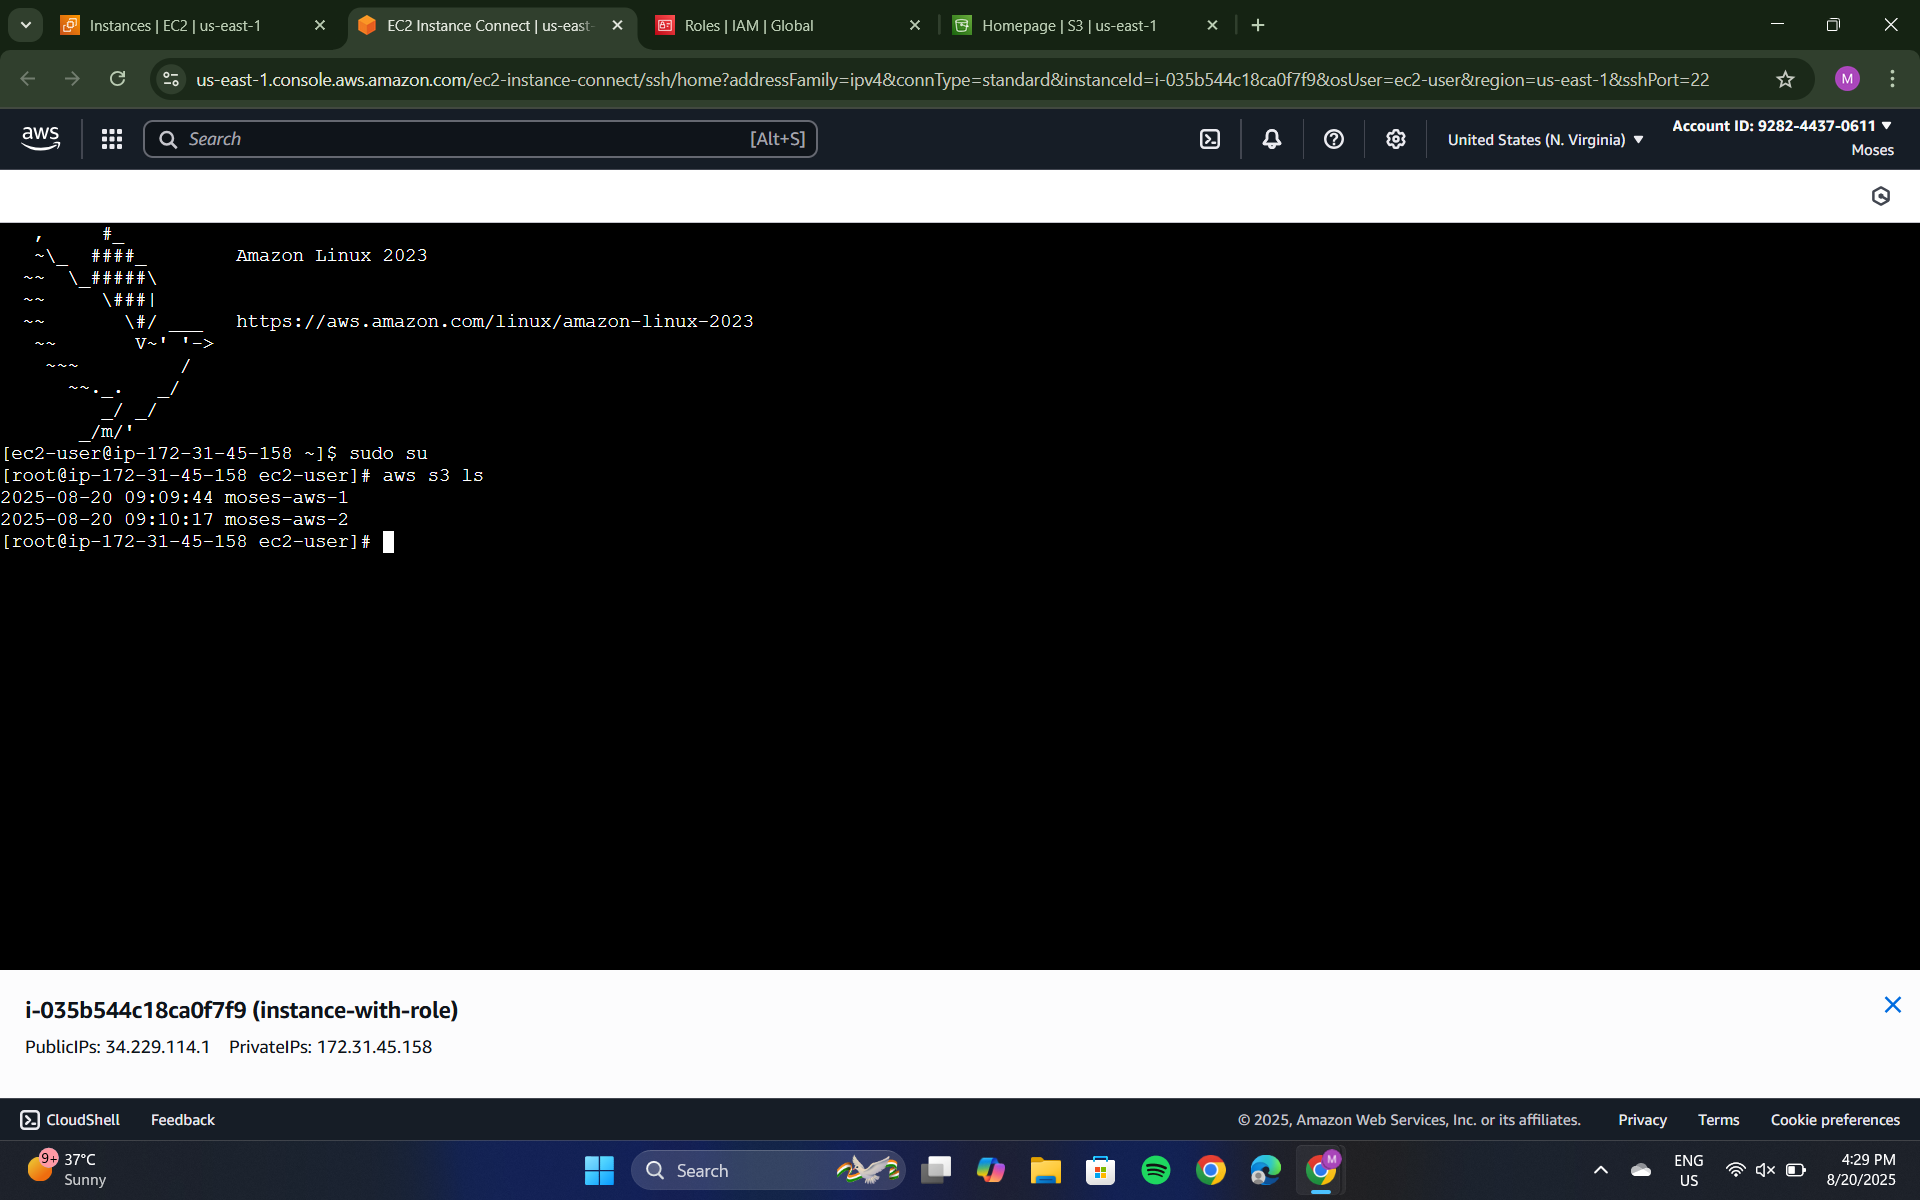 Instances | EC2 | us-east-1
EC2 Instance Connect | us-east-
Roles | IAM | Global
Homepage | S3 | us-east-1
us-east-1.console.aws.amazon.com/ec2-instance-connect/ssh/home?addressFamily=ipv4&connType=standard&instanceId=i-035b544c18ca0f7f9&osUser=ec2-user&region=us-east-1&sshPort=22
M
aws
Search
[Alt+S]
United States (N. Virginia)
Account ID: 9282-4437-0611
Moses
   ,     #_
   ~\_  ####_        Amazon Linux 2023
  ~~  \_#####\
  ~~     \###|
  ~~       \#/ ___   https://aws.amazon.com/linux/amazon-linux-2023
   ~~       V~' '->
    ~~~         /
      ~~._.   _/
         _/ _/
       _/m/'
[ec2-user@ip-172-31-45-158 ~]$ sudo su
[root@ip-172-31-45-158 ec2-user]# aws s3 ls
2025-08-20 09:09:44 moses-aws-1
2025-08-20 09:10:17 moses-aws-2
[root@ip-172-31-45-158 ec2-user]#
i-035b544c18ca0f7f9 (instance-with-role)
PublicIPs: 34.229.114.1 PrivateIPs: 172.31.45.158
CloudShell
Feedback
© 2025, Amazon Web Services, Inc. or its affiliates.
Privacy
Terms
Cookie preferences
9+
37°C
Sunny
Search
M
ENG
US
4:29 PM
8/20/2025